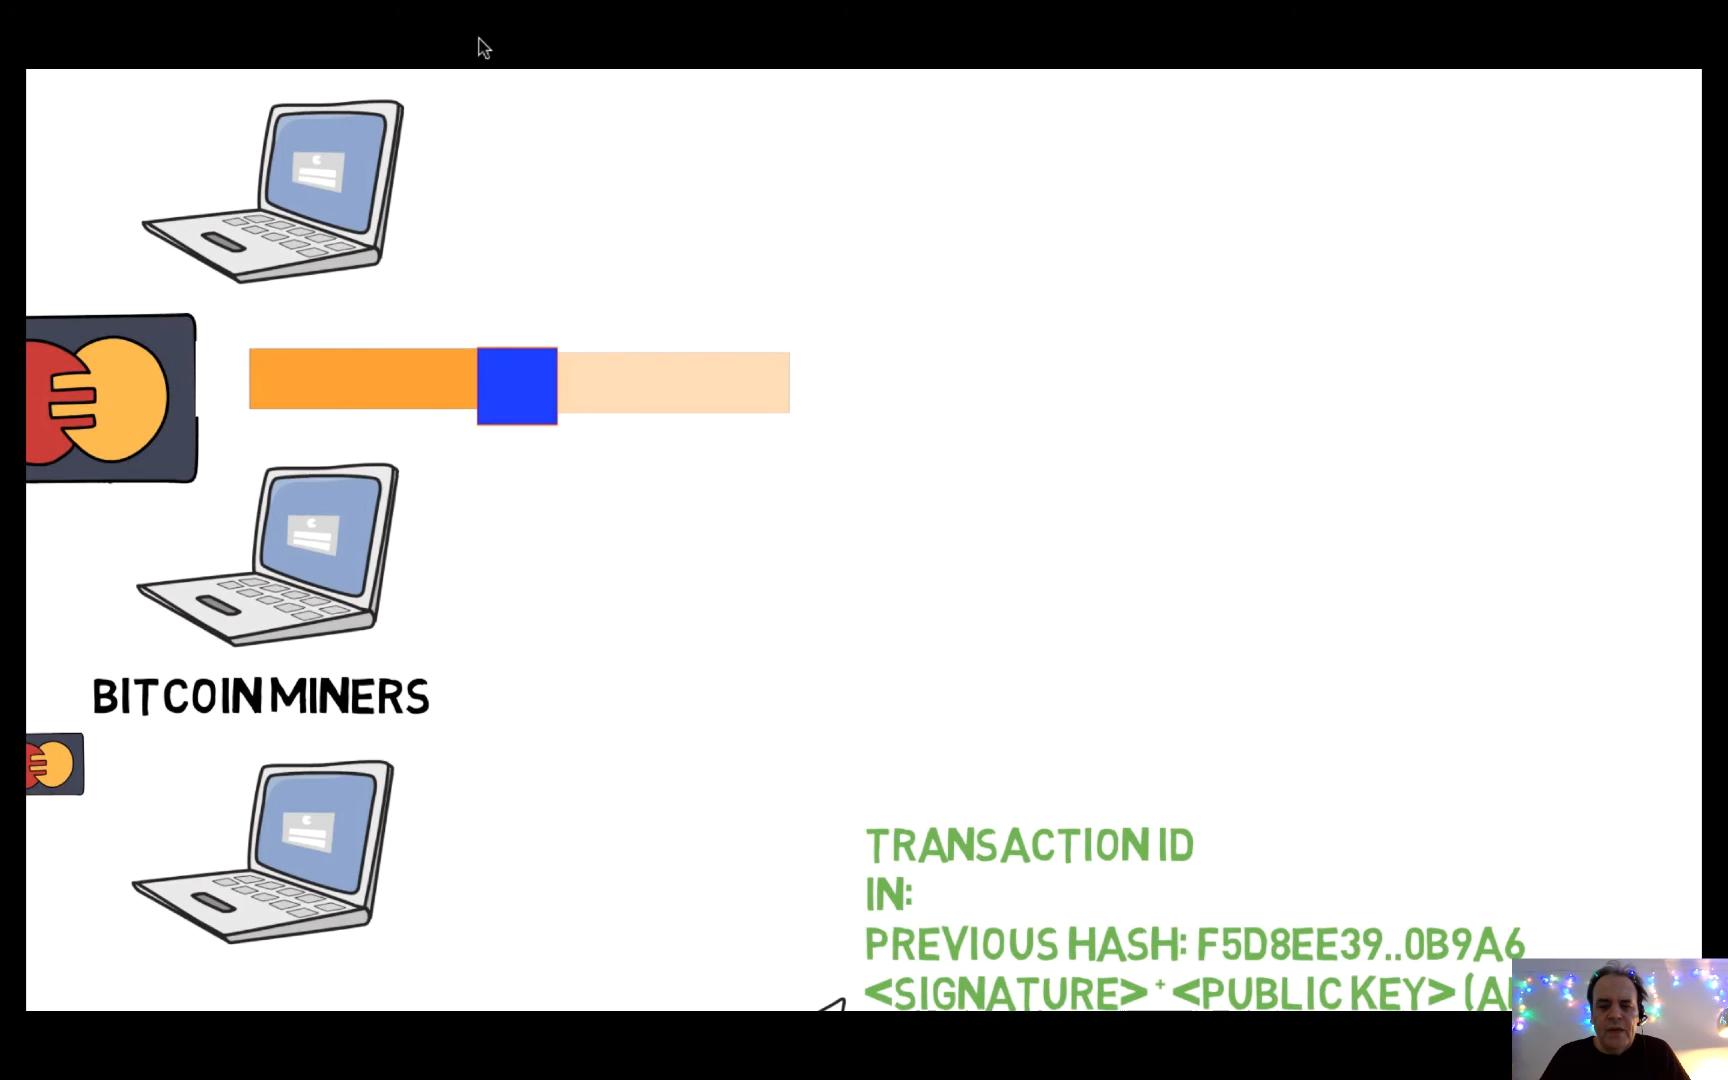 BITCOIN MINERS
TRANSACTION ID
IN:
PREVIOUS HASH: F5D8EE39..0B9A6
<SIGNATURE> + <PUBLIC KEY> (A